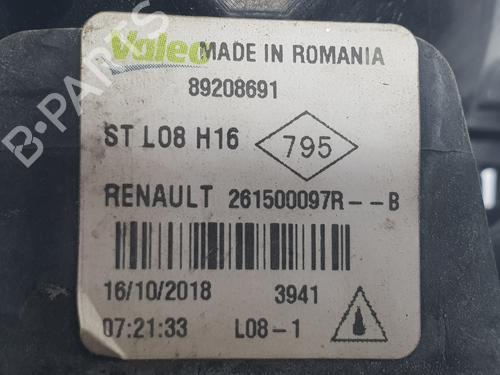 Valeo MADE IN ROMANIA
89208691
ST L08 H16 795
RENAULT 261500097R--B
16/10/2018 3941
07:21:33 L08-1
B-PARTS